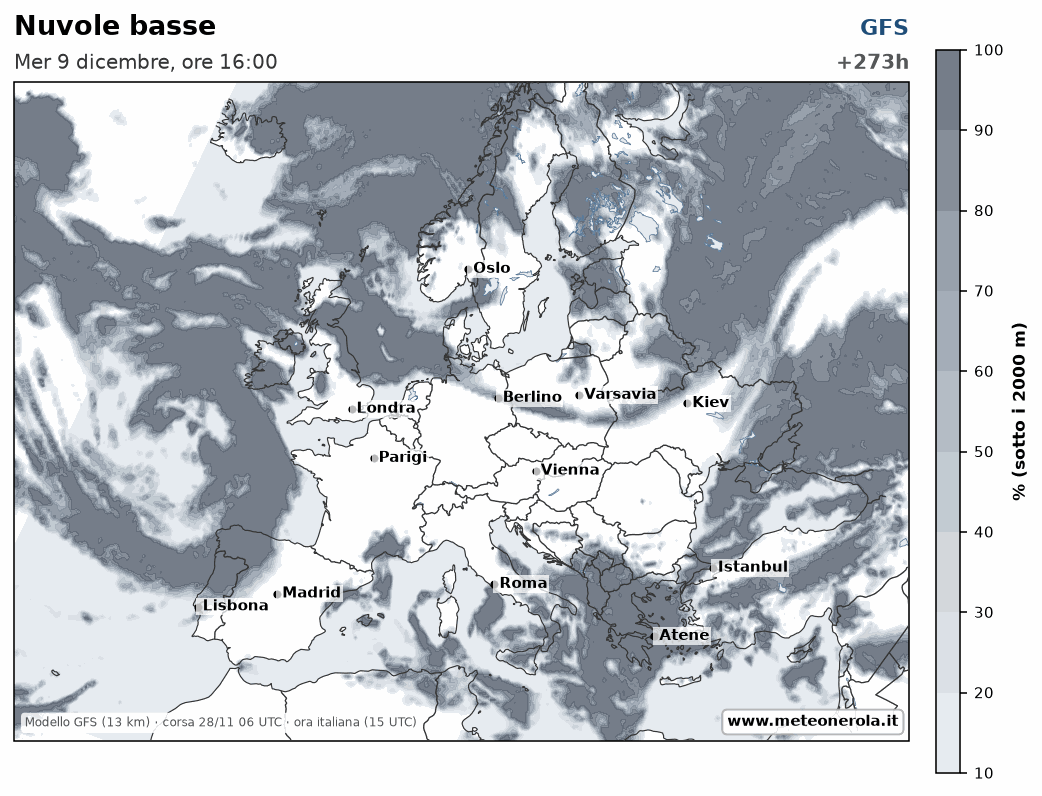 Nuvole basse
GFS
Mer 9 dicembre, ore 16:00
+273h
Oslo
Berlino
Varsavia
Kiev
Londra
Parigi
Vienna
Istanbul
Roma
Madrid
Lisbona
Atene
Modello GFS (13 km) · corsa 28/11 06 UTC · ora italiana (15 UTC)
www.meteonerola.it
100
90
80
70
60
50
40
30
20
10
% (sotto i 2000 m)